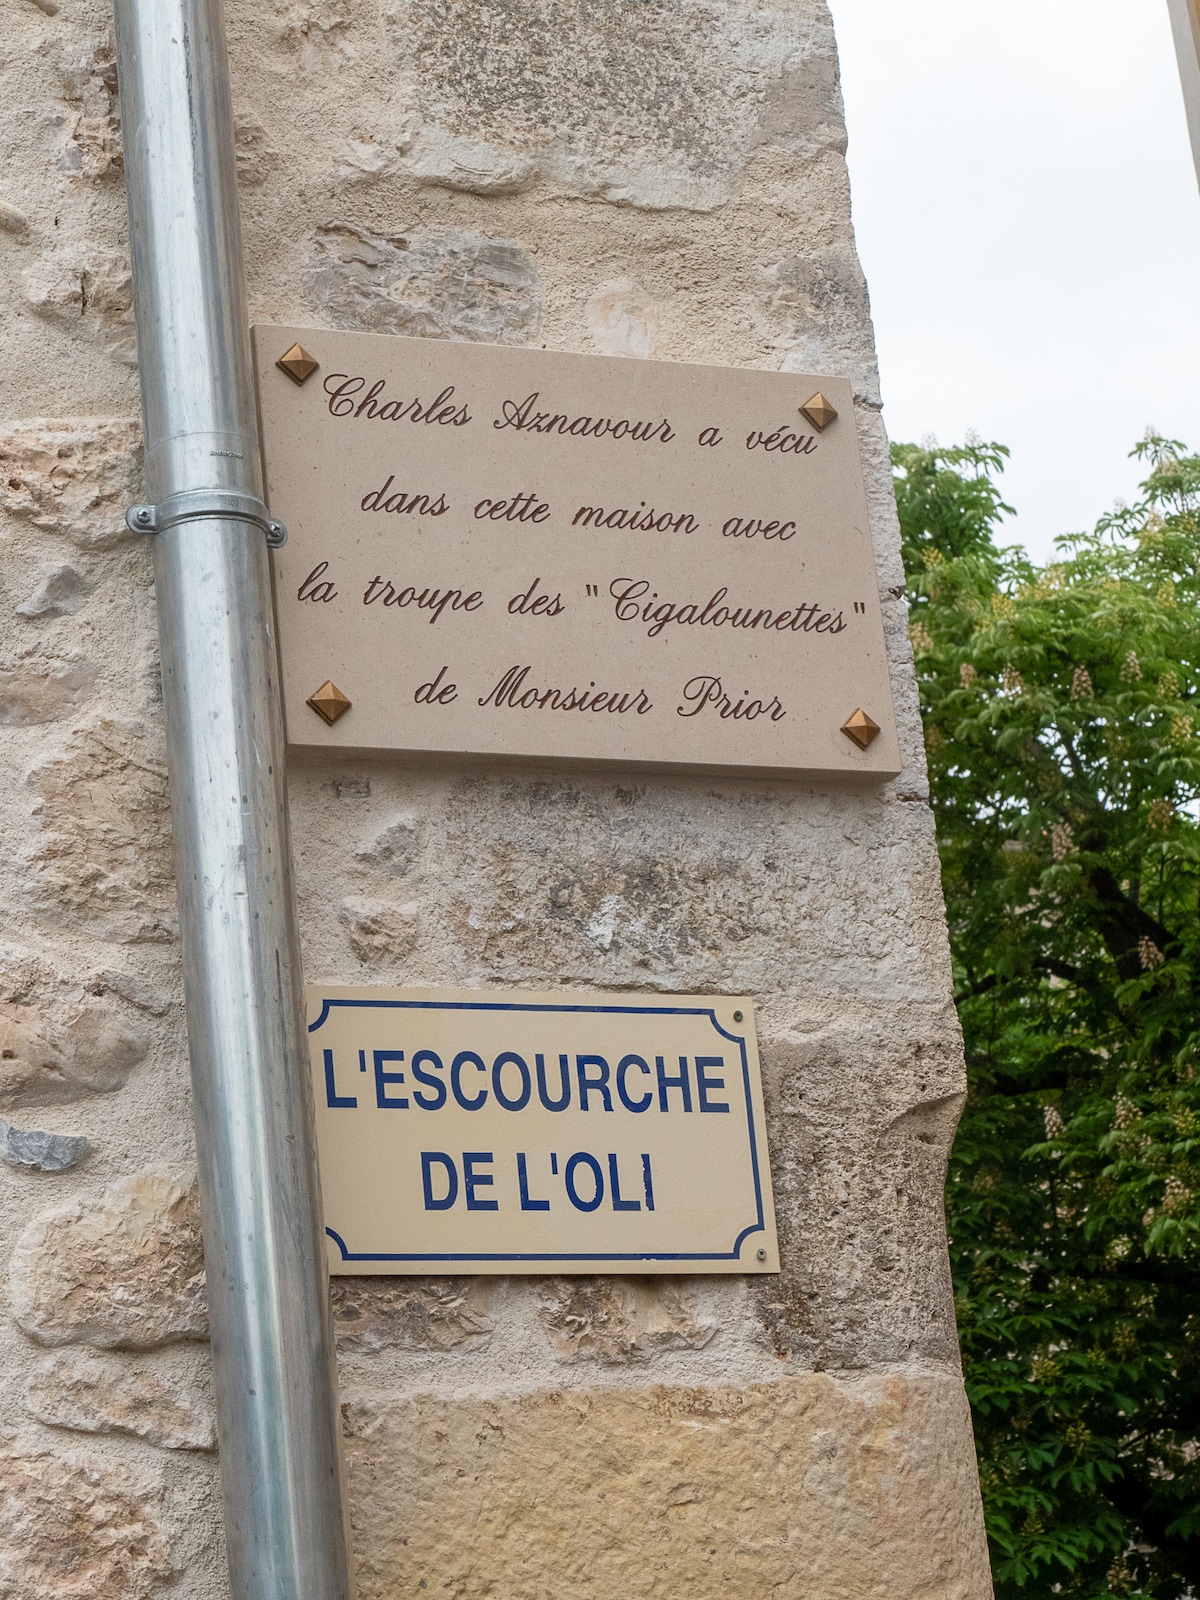 Charles Aznavour a vécu
dans cette maison avec
la troupe des "Cigalounettes"
de Monsieur Prior
L'ESCOURCHE
DE L'OLI